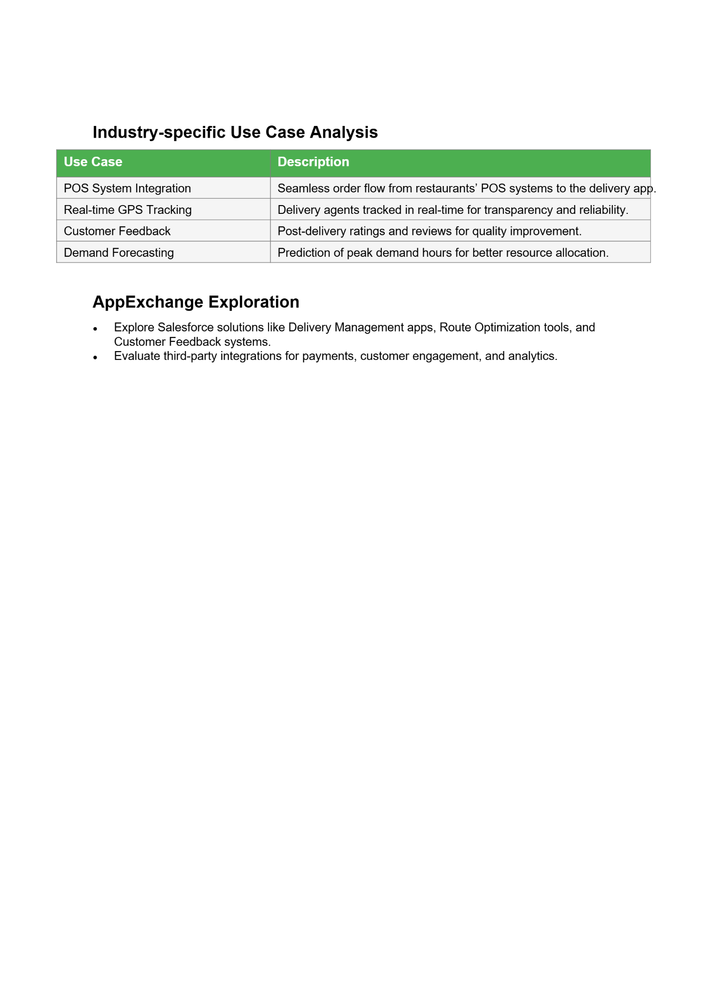 Industry-specific Use Case Analysis
Use Case Description
POS System Integration Seamless order flow from restaurants’ POS systems to the delivery app.
Real-time GPS Tracking Delivery agents tracked in real-time for transparency and reliability.
Customer Feedback Post-delivery ratings and reviews for quality improvement.
Demand Forecasting Prediction of peak demand hours for better resource allocation.
AppExchange Exploration
• Explore Salesforce solutions like Delivery Management apps, Route Optimization tools, and
Customer Feedback systems.
• Evaluate third-party integrations for payments, customer engagement, and analytics.